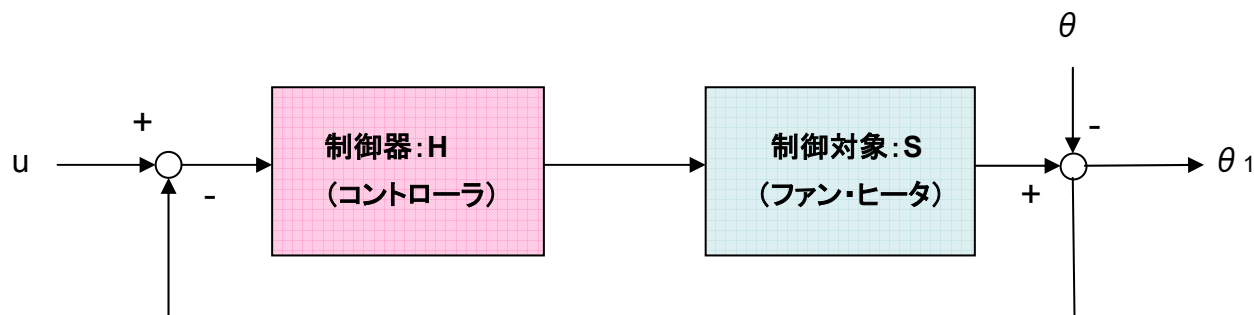 θ
+
-
u
制御器:H
(コントローラ)
制御対象:S
(ファン・ヒータ)
θ1
-
+